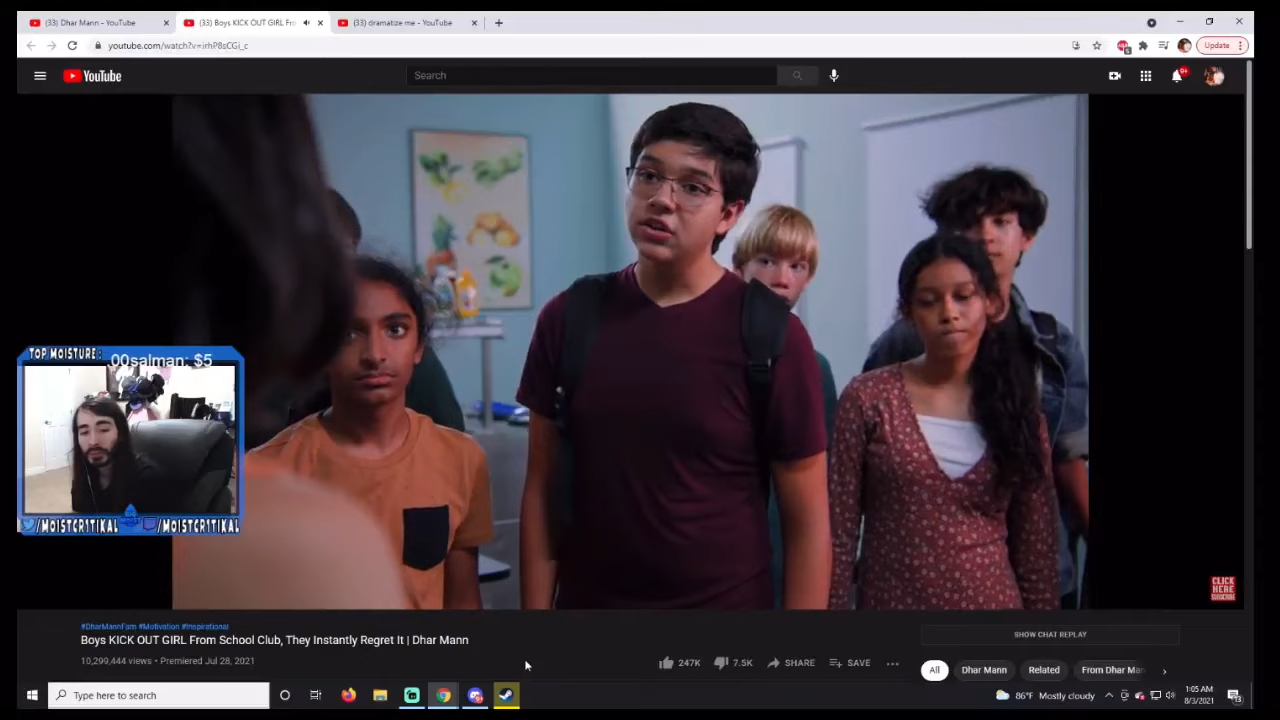 (33) Dhar Mann - YouTube
(33) Boys KICK OUT GIRL Fro
(33) dramatize me - YouTube
youtube.com/watch?v=irhP8sCGi_c
Update
YouTube
Search
9+
TOP MOISTURE :
00salman: $5
/MOISTCR1TIKAL
/MOISTCR1TIKAL
CLICK
HERE
SUBSCRIBE
#DharMannFam #Motivation #Inspirational
Boys KICK OUT GIRL From School Club, They Instantly Regret It | Dhar Mann
10,299,444 views • Premiered Jul 28, 2021
247K
7.5K
SHARE
SAVE
SHOW CHAT REPLAY
All
Dhar Mann
Related
From Dhar Man
Type here to search
86°F Mostly cloudy
1:05 AM
8/3/2021